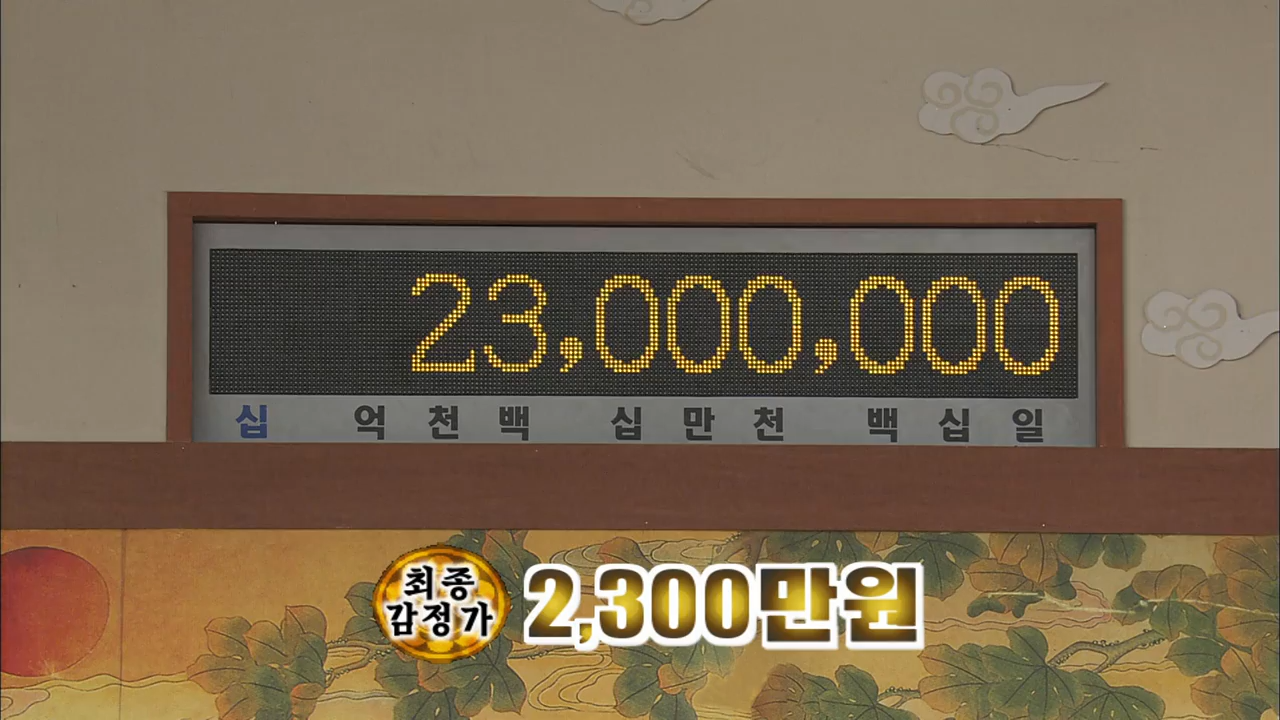 23,000,000
십 억 천 백 십 만 천 백 십 일
최종
감정가
2,300만원